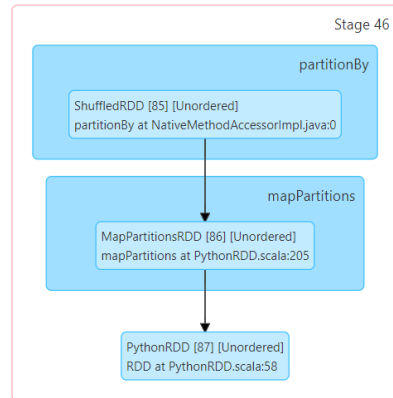 Stage 46
partitionBy
ShuffledRDD [85] [Unordered]
partitionBy at NativeMethodAccessorImpl.java:0
mapPartitions
MapPartitionsRDD [86] [Unordered]
mapPartitions at PythonRDD.scala:205
PythonRDD [87] [Unordered]
RDD at PythonRDD.scala:58